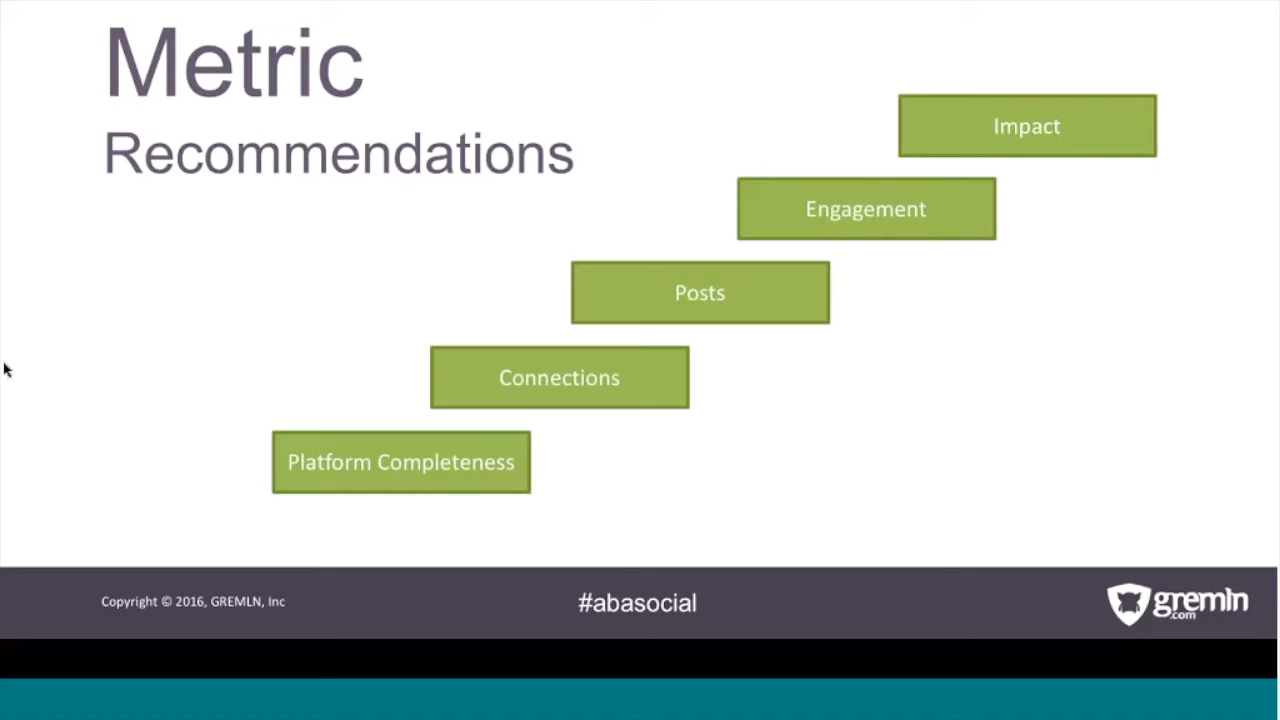 Metric
Recommendations
Impact
Engagement
Posts
Connections
Platform Completeness
Copyright © 2016, GREMLN, Inc
#abasocial
gremln
.com